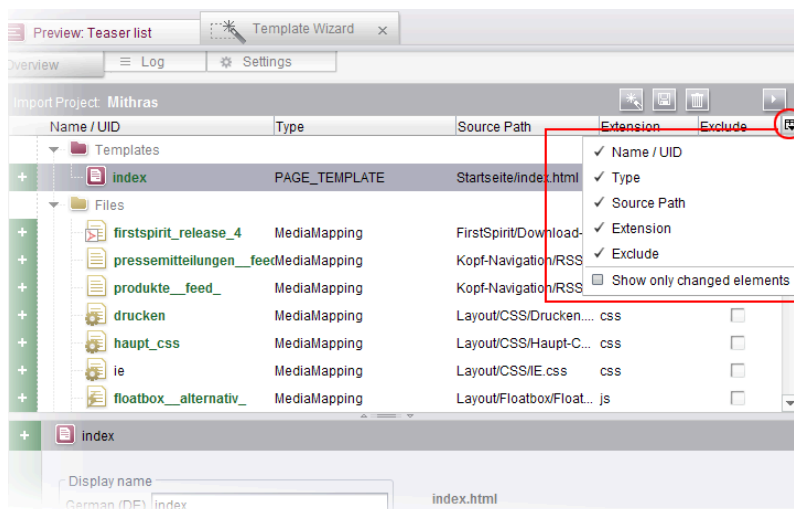 Preview: Teaser list
Template Wizard x
Overview
Log
Settings
Import Project: Mithras
Name / UID Type Source Path Extension Exclude
Templates
index PAGE_TEMPLATE Startseite/index.html
Files
firstspirit_release_4 MediaMapping FirstSpirit/Download-
pressemitteilungen__feed MediaMapping Kopf-Navigation/RSS
produkte__feed_ MediaMapping Kopf-Navigation/RSS
drucken MediaMapping Layout/CSS/Drucken.... css
haupt_css MediaMapping Layout/CSS/Haupt-C... css
ie MediaMapping Layout/CSS/IE.css css
floatbox__alternativ_ MediaMapping Layout/Floatbox/Float... js
✓ Name / UID
✓ Type
✓ Source Path
✓ Extension
✓ Exclude
Show only changed elements
index
Display name
German (DE) index
index.html